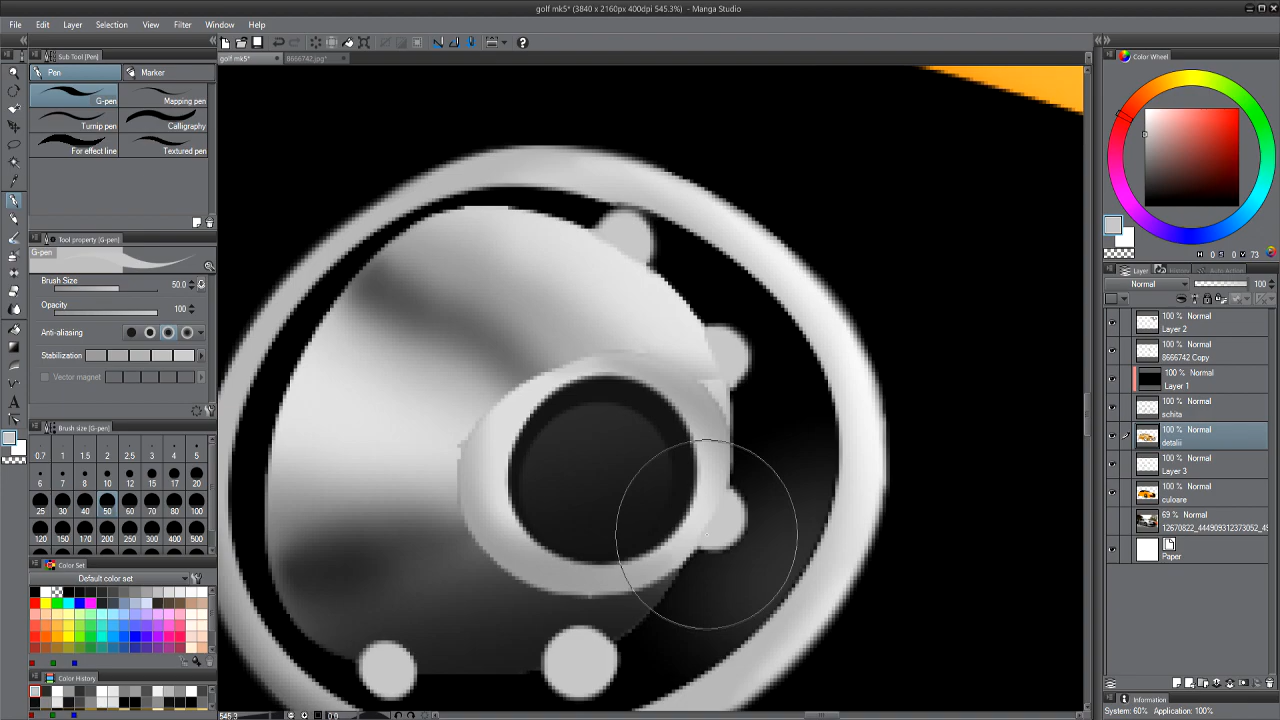 golf mk5* (3840 x 2160px 400dpi 545.3%) - Manga Studio
File Edit Layer Selection View Filter Window Help
Sub Tool [Pen]
golf mk5*
8666742.jpg*
Pen
Marker
G-pen
Mapping pen
Turnip pen
Calligraphy
For effect line
Textured pen
Tool property [G-pen]
G-pen
Brush Size 50.0
Opacity 100
Anti-aliasing
Stabilization
Vector magnet
Brush size [G-pen]
0.7 1 1.5 2 2.5 3 4 5
6 7 8 10 12 15 17 20
25 30 40 50 60 70 80 100
120 150 170 200 250 300 400 500
Color Set
Default color set
Color History
545.3
0.0
Color Wheel
H 0 S 0 V 73
Layer
History
Auto Action
Normal 100
100 % Normal
Layer 2
100 % Normal
8666742 Copy
100 % Normal
Layer 1
100 % Normal
schita
100 % Normal
detalii
100 % Normal
Layer 3
100 % Normal
culoare
69 % Normal
12670822_444909312373052_49
Paper
Information
System: 60% Application: 100%